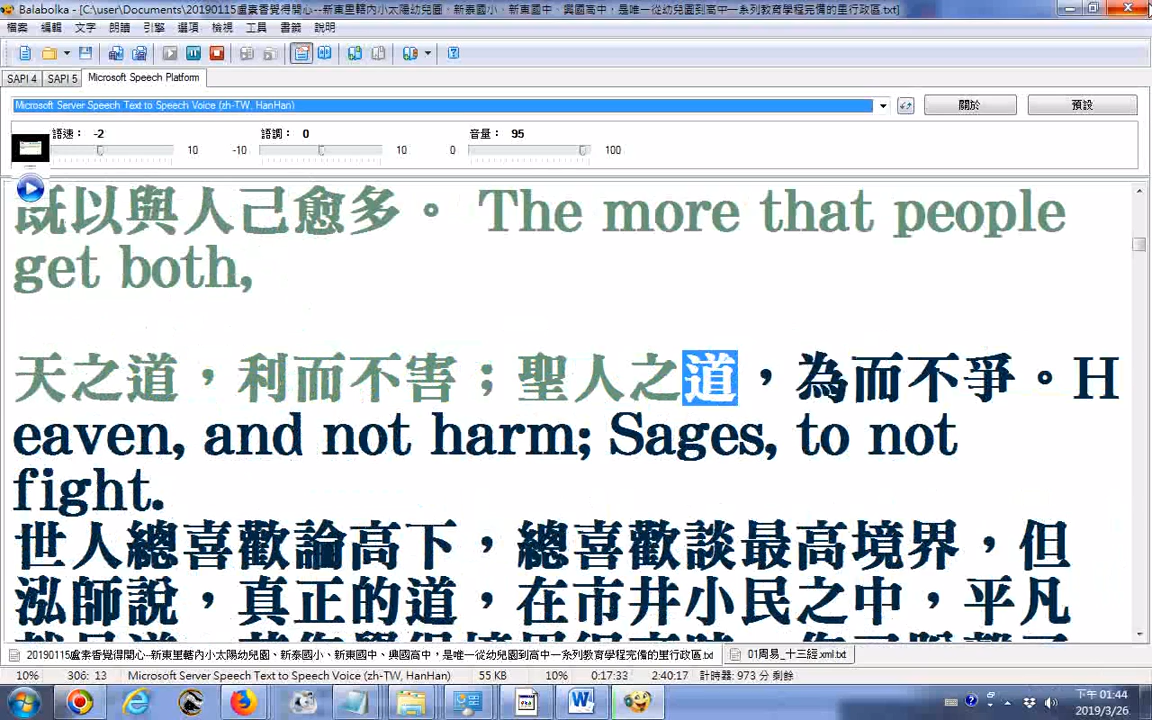 Balabolka - [C:\user\Documents\20190115盧素香覺得開心--新東里轄內小太陽幼兒園、新泰國小、新東國中、興國高中，是唯一從幼兒園到高中一系列教育學程完備的里行政區.txt]
檔案 編輯 文字 朗讀 引擎 選項 檢視 工具 書籤 說明
SAPI 4 SAPI 5 Microsoft Speech Platform
Microsoft Server Speech Text to Speech Voice (zh-TW, HanHan)
關於 預設
語速： -2 語調： 0 音量： 95
10 -10 10 0 100
既以與人己愈多。 The more that people
get both,
天之道，利而不害；聖人之道，為而不爭。H
eaven, and not harm; Sages, to not
fight.
世人總喜歡論高下，總喜歡談最高境界，但
泓師說，真正的道，在市井小民之中，平凡
20190115盧素香覺得開心--新東里轄內小太陽幼兒園、新泰國小、新東國中、興國高中，是唯一從幼兒園到高中一系列教育學程完備的里行政區.txt 01周易_十三經.xml.txt
10% 306: 13 Microsoft Server Speech Text to Speech Voice (zh-TW, HanHan) 55 KB 10% 0:17:33 2:40:17 計時器: 973 分 剩餘
下午 01:44
2019/3/26